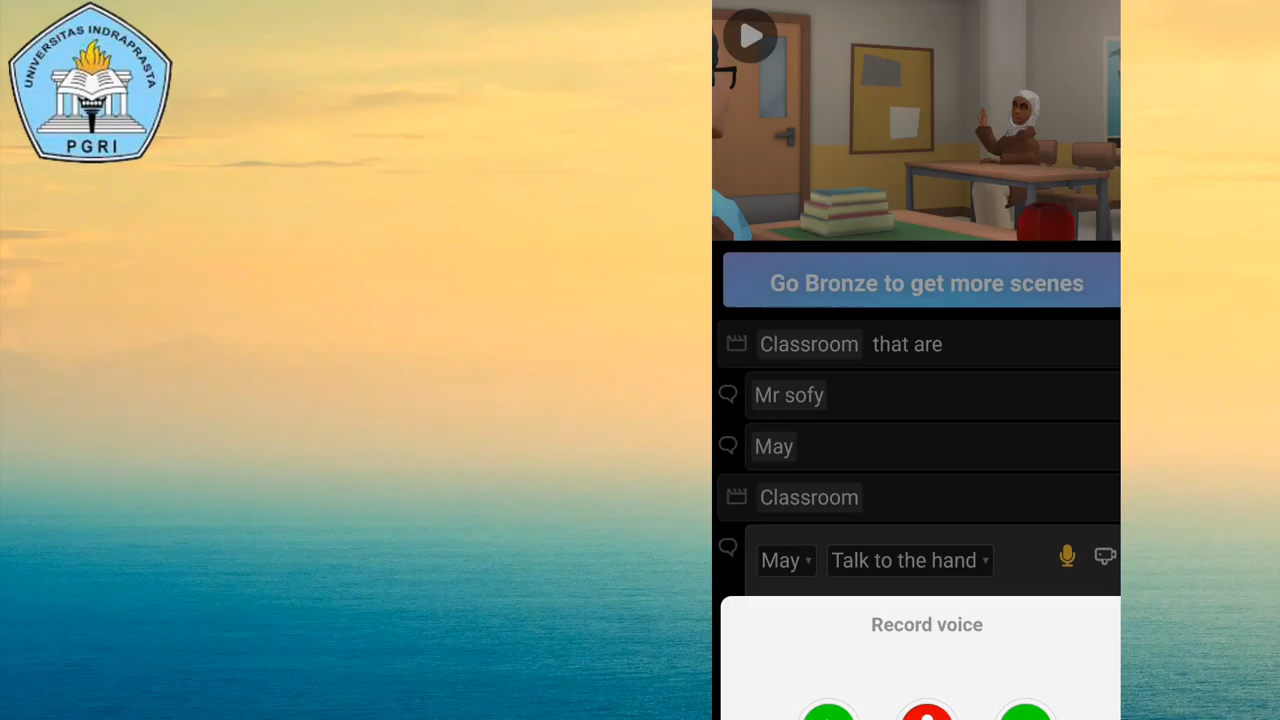 UNIVERSITAS INDRAPRASTA
PGRI
Go Bronze to get more scenes
Classroom that are
Mr sofy
May
Classroom
May Talk to the hand
Record voice